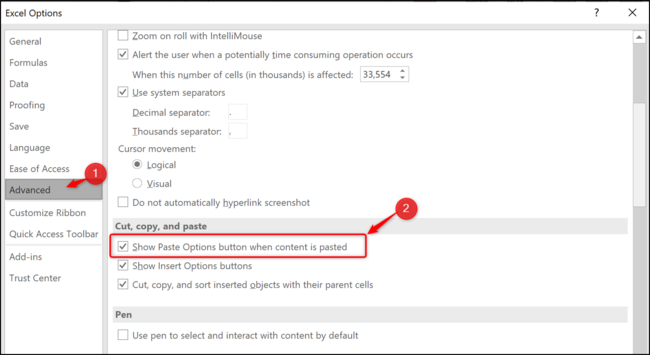 Excel Options
?
General
Formulas
Data
Proofing
Save
Language
Ease of Access
Advanced
Customize Ribbon
Quick Access Toolbar
Add-ins
Trust Center
1
Zoom on roll with IntelliMouse
Alert the user when a potentially time consuming operation occurs
When this number of cells (in thousands) is affected: 33,554
Use system separators
Decimal separator: .
Thousands separator: ,
Cursor movement:
Logical
Visual
Do not automatically hyperlink screenshot
2
Cut, copy, and paste
Show Paste Options button when content is pasted
Show Insert Options buttons
Cut, copy, and sort inserted objects with their parent cells
Pen
Use pen to select and interact with content by default